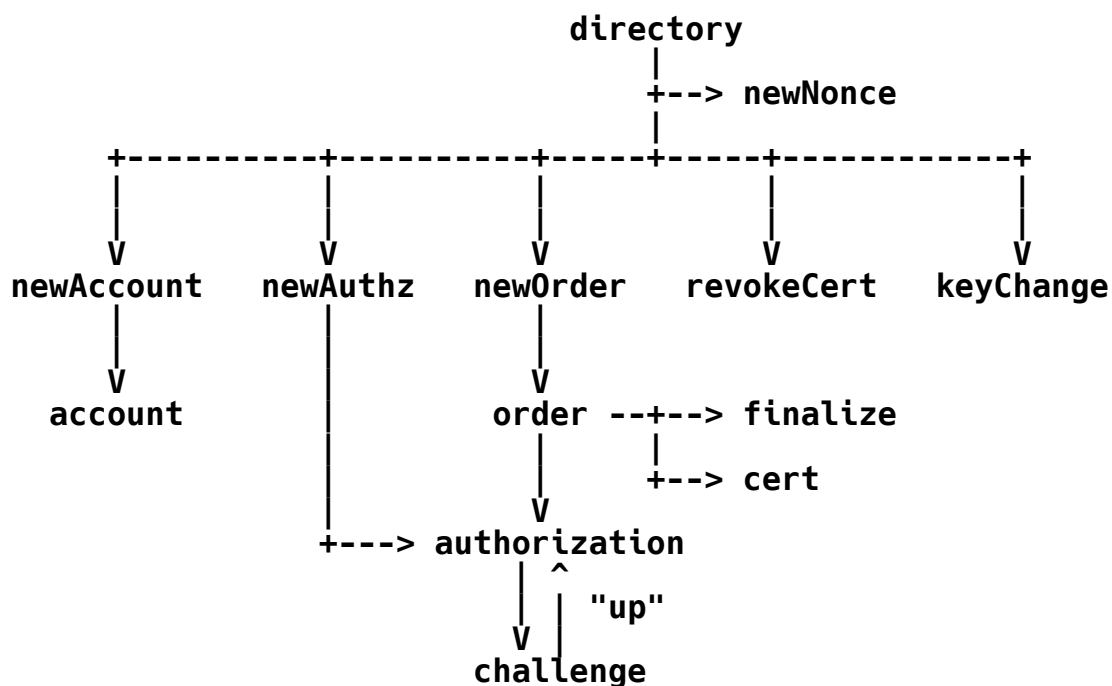 directory
newNonce
newAccount newAuthz newOrder revokeCert keyChange
account order finalize
cert
authorization
"up"
challenge